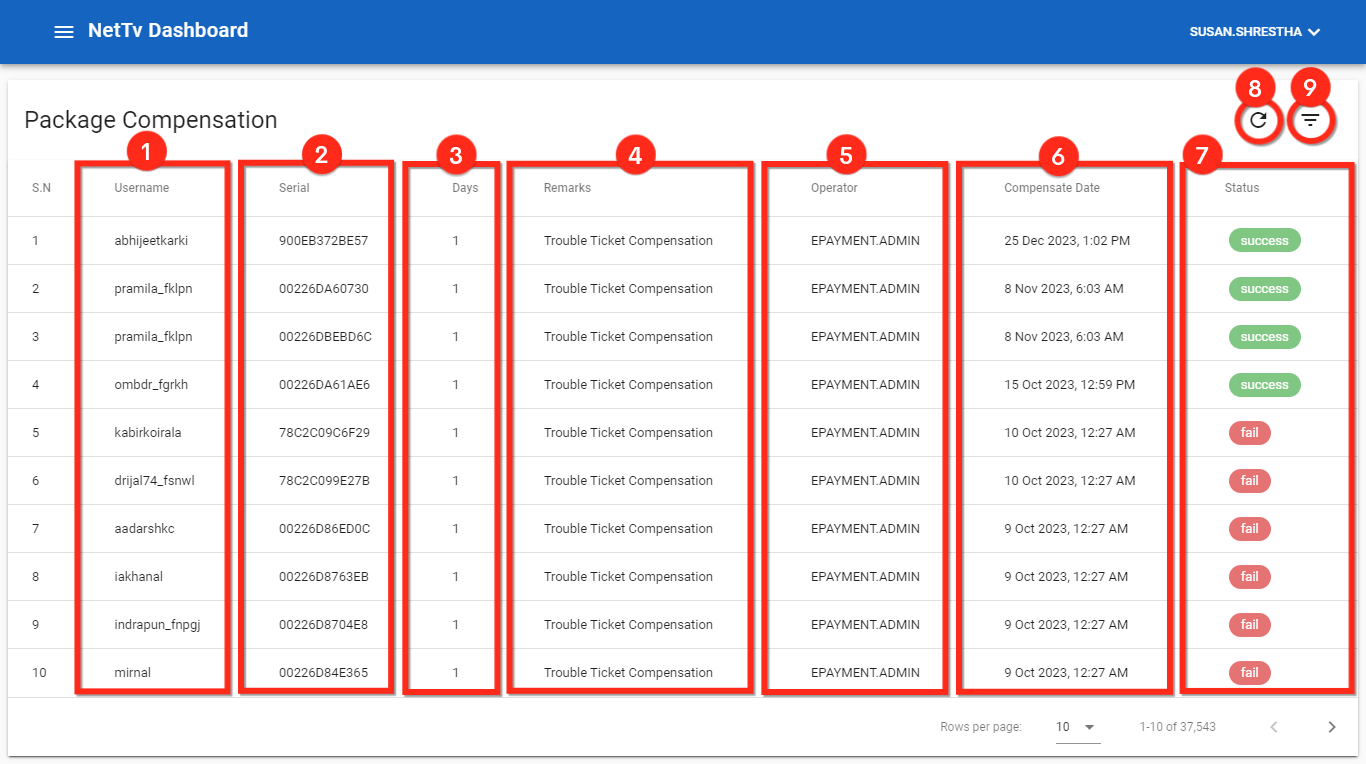 NetTv Dashboard
SUSAN.SHRESTHA
8 9
Package Compensation
1 2 3 4 5 6 7
S.N Username Serial Days Remarks Operator Compensate Date Status
1 abhijeetkarki 900EB372BE57 1 Trouble Ticket Compensation EPAYMENT.ADMIN 25 Dec 2023, 1:02 PM success
2 pramila_fklpn 00226DA60730 1 Trouble Ticket Compensation EPAYMENT.ADMIN 8 Nov 2023, 6:03 AM success
3 pramila_fklpn 00226DBEBD6C 1 Trouble Ticket Compensation EPAYMENT.ADMIN 8 Nov 2023, 6:03 AM success
4 ombdr_fgrkh 00226DA61AE6 1 Trouble Ticket Compensation EPAYMENT.ADMIN 15 Oct 2023, 12:59 PM success
5 kabirkoirala 78C2C09C6F29 1 Trouble Ticket Compensation EPAYMENT.ADMIN 10 Oct 2023, 12:27 AM fail
6 drijal74_fsnwl 78C2C099E27B 1 Trouble Ticket Compensation EPAYMENT.ADMIN 10 Oct 2023, 12:27 AM fail
7 aadarshkc 00226D86ED0C 1 Trouble Ticket Compensation EPAYMENT.ADMIN 9 Oct 2023, 12:27 AM fail
8 iakhanal 00226D8763EB 1 Trouble Ticket Compensation EPAYMENT.ADMIN 9 Oct 2023, 12:27 AM fail
9 indrapun_fnpgj 00226D8704E8 1 Trouble Ticket Compensation EPAYMENT.ADMIN 9 Oct 2023, 12:27 AM fail
10 mirnal 00226D84E365 1 Trouble Ticket Compensation EPAYMENT.ADMIN 9 Oct 2023, 12:27 AM fail
Rows per page: 10 1-10 of 37,543